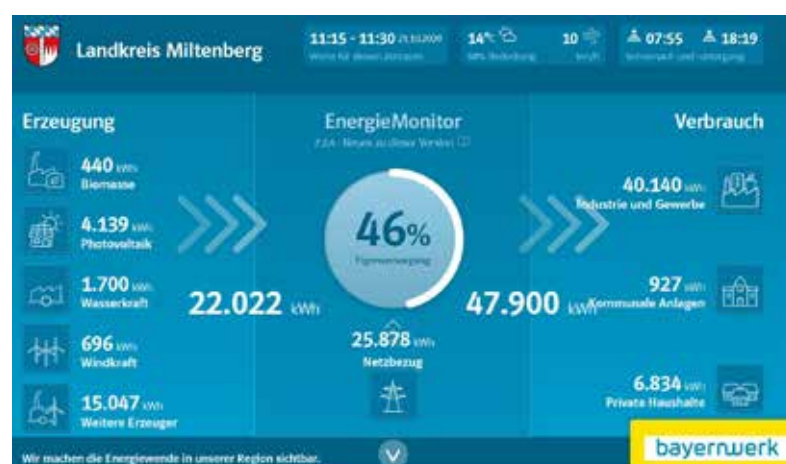 Landkreis Miltenberg
11:15 - 11:30
14°C
10
07:55
18:19
Erzeugung
EnergieMonitor
Verbrauch
440 kWh
Biomasse
4.139 kWh
Photovoltaik
1.700 kWh
Wasserkraft
696 kWh
Windkraft
15.047 kWh
Weitere Erzeuger
22.022 kWh
46%
Eigenversorgung
25.878 kWh
Netzbezug
47.900 kWh
40.140 kWh
Industrie und Gewerbe
927 kWh
Kommunale Anlagen
6.834 kWh
Private Haushalte
Wir machen die Energiewende in unserer Region sichtbar.
bayernwerk